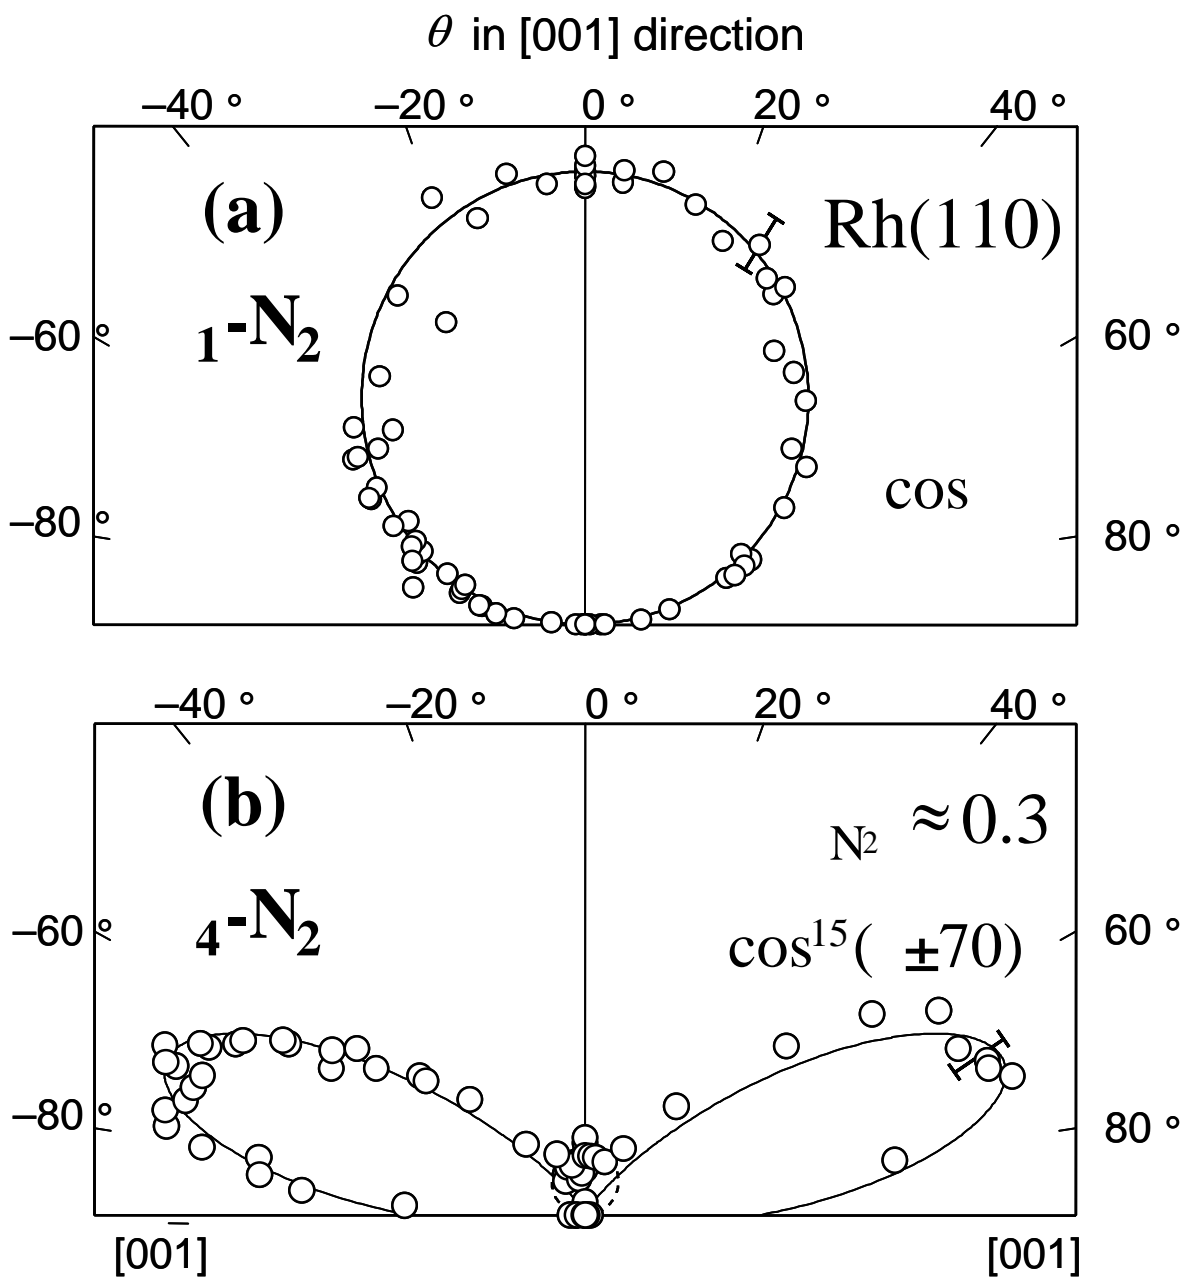 θ in [001] direction
–40 ° –20 ° 0 ° 20 ° 40 °
(a)
Rh(110)
1-N2
–60 °
60 °
cos
–80 °
80 °
–40 ° –20 ° 0 ° 20 ° 40 °
(b)
N2 ≈0.3
4-N2
–60 °
60 °
cos15( ±70)
–80 °
80 °
[001]
[001]